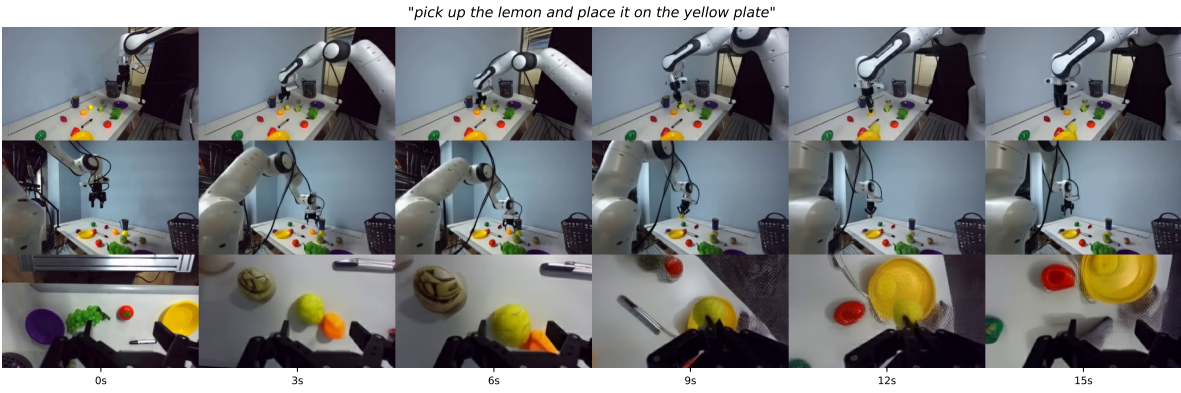 "pick up the lemon and place it on the yellow plate"
0s
3s
6s
9s
12s
15s